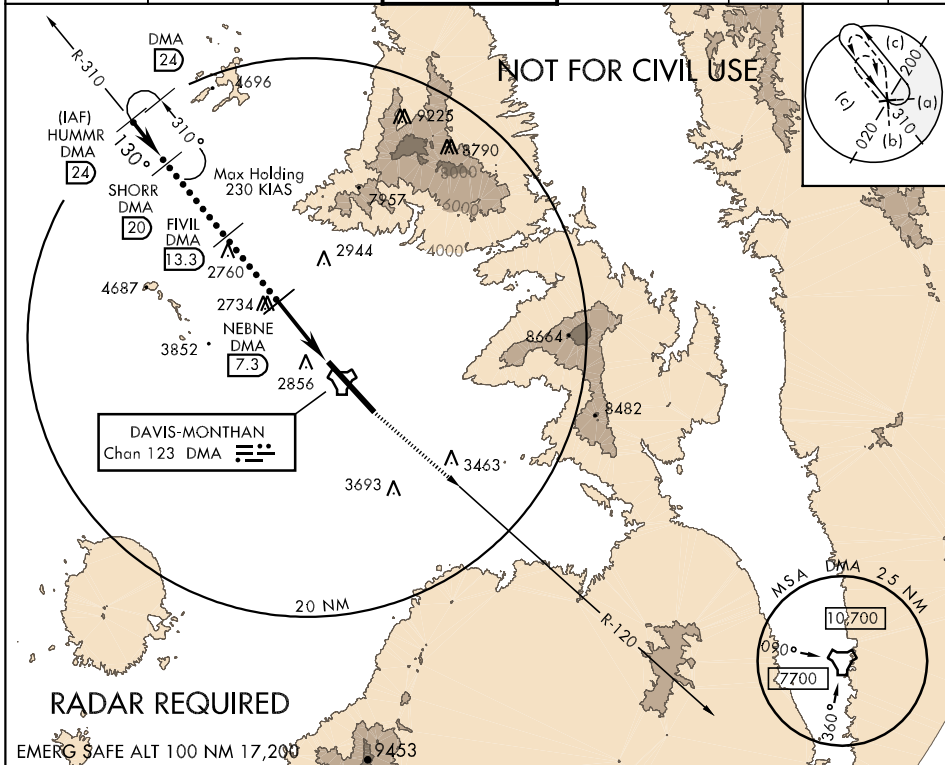 DMA
24
4696
NOT FOR CIVIL USE
(c)
200
(a)
(c)
020
310
(b)
R-310
(IAF)
HUMMR
DMA
24
310°
130°
9225
8790
8000
Max Holding
230 KIAS
7957
6000
SHORR
DMA
20
FIVIL
DMA
13.3
4000
2944
2760
4687
2734
3852
NEBNE
DMA
7.3
8664
2856
8482
DAVIS-MONTHAN
Chan 123 DMA
3463
3693
20 NM
R-120
MSA DMA 25 NM
10,700
090°
7700
360°
RADAR REQUIRED
EMERG SAFE ALT 100 NM 17,200
9453